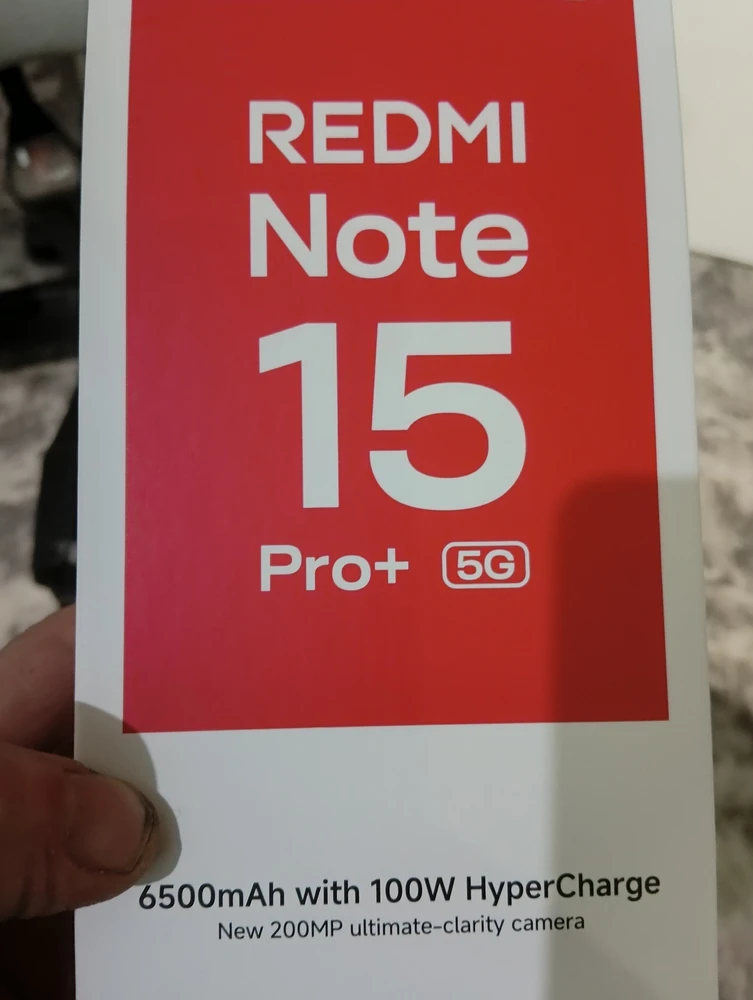 REDMI
Note
15
Pro+ 5G
6500mAh with 100W HyperCharge
New 200MP ultimate-clarity camera